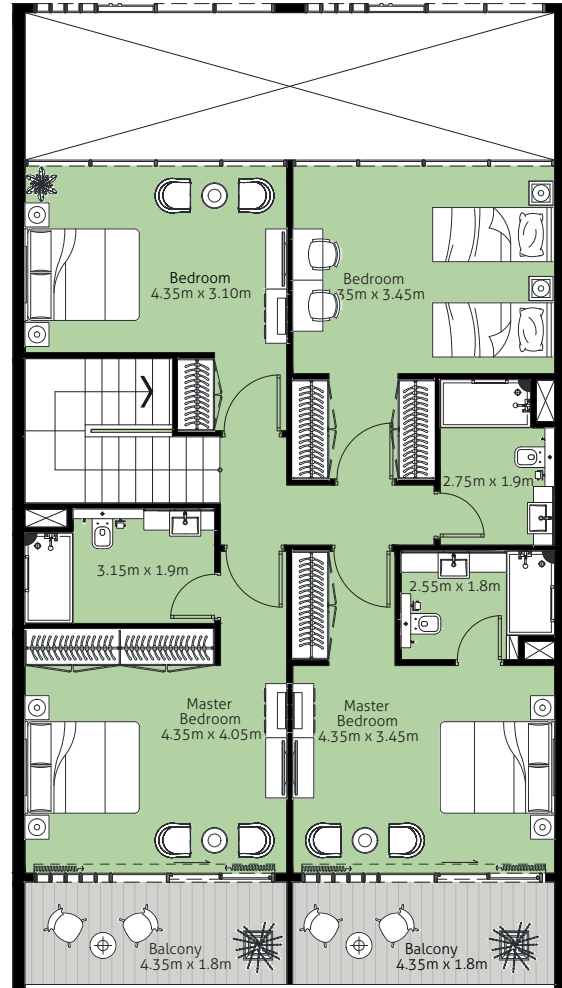 Bedroom
4.35m x 3.10m
Bedroom
35m x 3.45m
2.75m x 1.9m
3.15m x 1.9m
2.55m x 1.8m
Master
Bedroom
4.35m x 4.05m
Master
Bedroom
4.35m x 3.45m
Balcony
4.35m x 1.8m
Balcony
4.35m x 1.8m